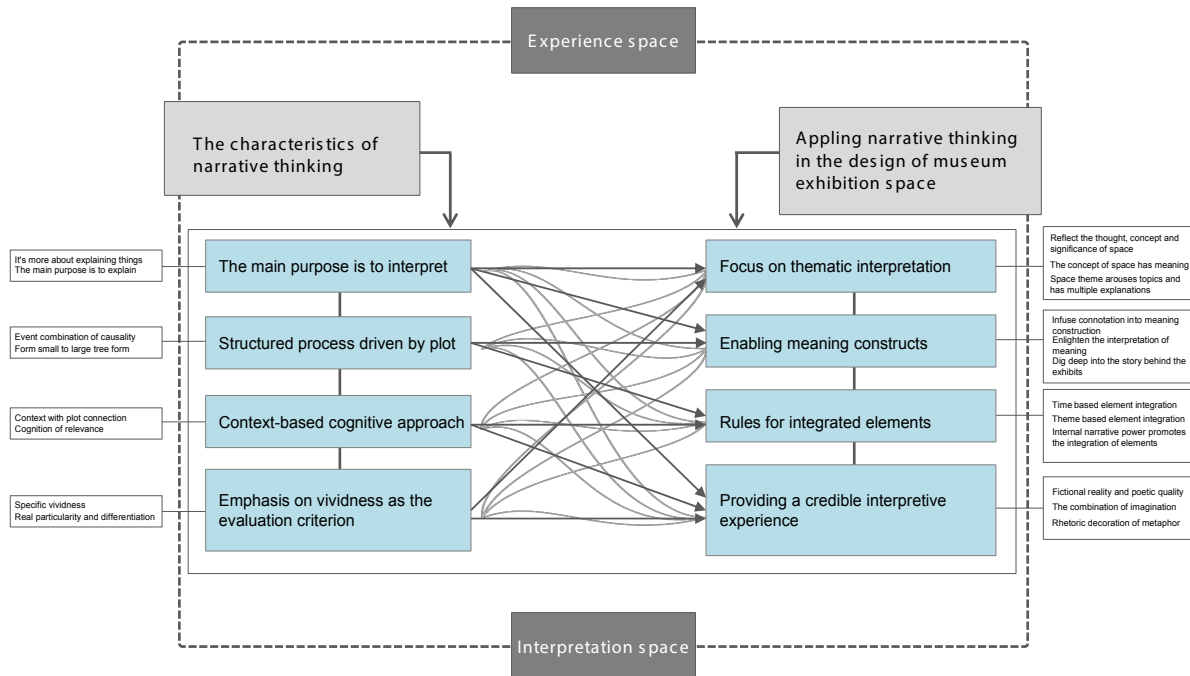 Experience space
The characteristics of
narrative thinking
Appling narrative thinking
in the design of museum
exhibition space
It's more about explaining things
The main purpose is to explain
The main purpose is to interpret
Focus on thematic interpretation
Reflect the thought, concept and
significance of space
The concept of space has meaning
Space theme arouses topics and
has multiple explanations
Event combination of causality
Form small to large tree form
Structured process driven by plot
Enabling meaning constructs
Infuse connotation into meaning
construction
Enlighten the interpretation of
meaning
Dig deep into the story behind the
exhibits
Context with plot connection
Cognition of relevance
Context-based cognitive approach
Rules for integrated elements
Time based element integration
Theme based element integration
Internal narrative power promotes
the integration of elements
Specific vividness
Real particularity and differentiation
Emphasis on vividness as the
evaluation criterion
Providing a credible interpretive
experience
Fictional reality and poetic quality
The combination of imagination
Rhetoric decoration of metaphor
Interpretation space